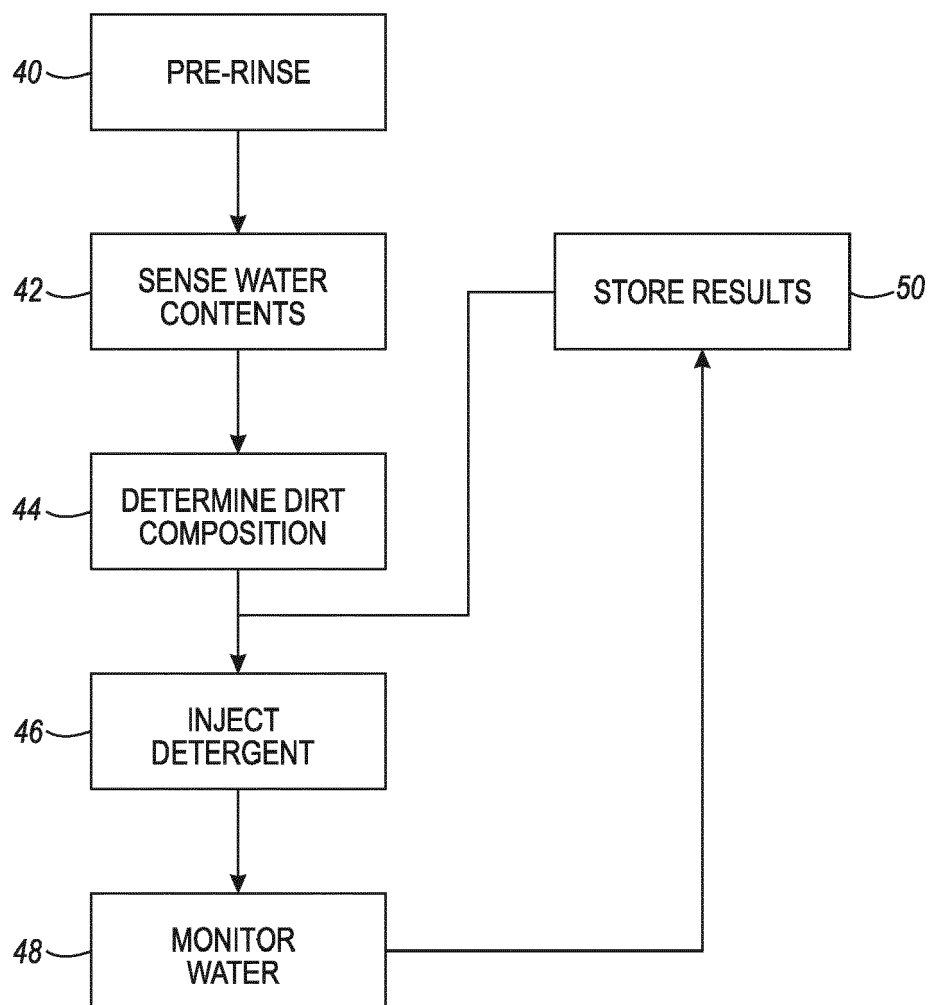 40
PRE-RINSE
42
SENSE WATER
CONTENTS
STORE RESULTS
50
44
DETERMINE DIRT
COMPOSITION
46
INJECT
DETERGENT
48
MONITOR
WATER